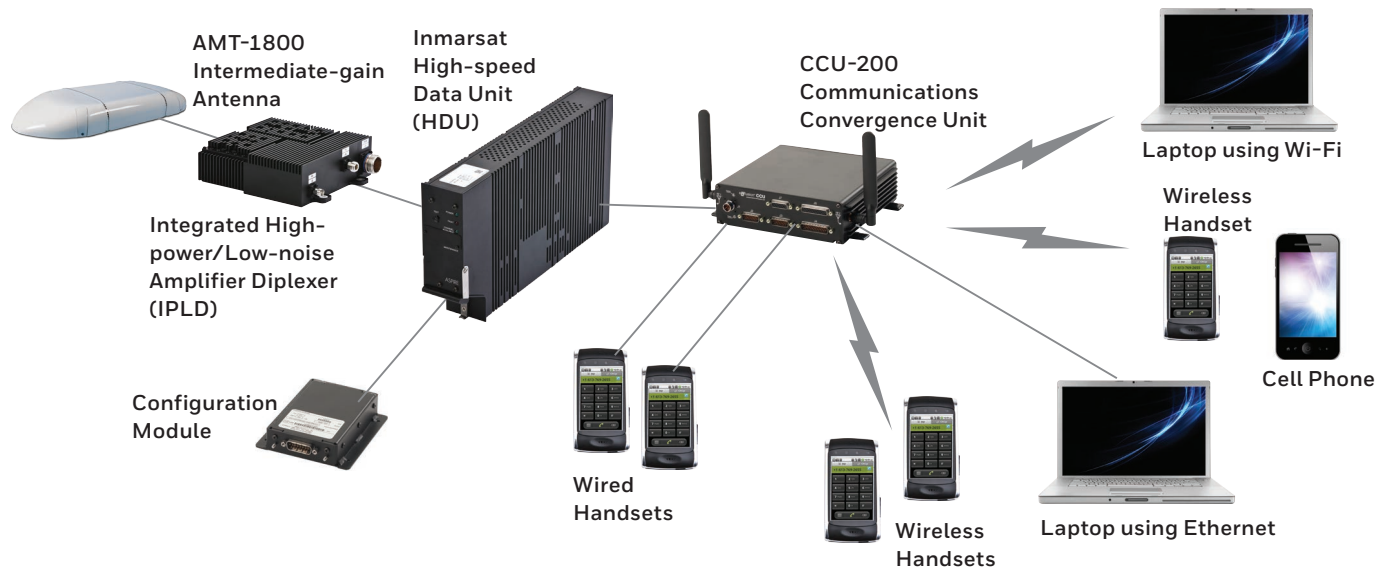 AMT-1800
Intermediate-gain
Antenna
Inmarsat
High-speed
Data Unit
(HDU)
CCU-200
Communications
Convergence Unit
Laptop using Wi-Fi
Integrated High-
power/Low-noise
Amplifier Diplexer
(IPLD)
Wireless
Handset
Cell Phone
Configuration
Module
Wired
Handsets
Wireless
Handsets
Laptop using Ethernet